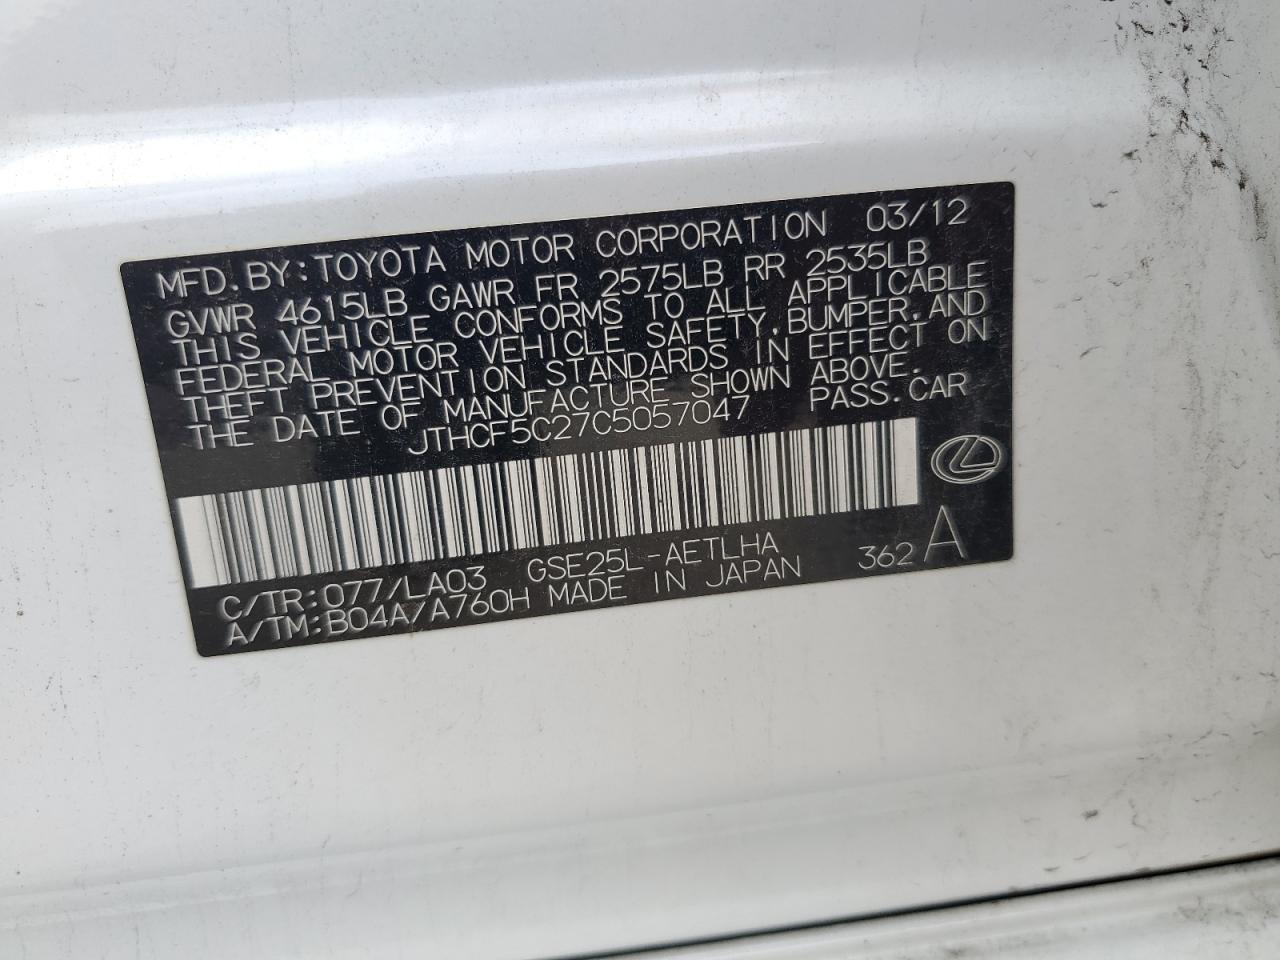 MFD.BY:TOYOTA MOTOR CORPORATION 03/12
GVWR 4615LB GAWR FR 2575LB RR 2535LB
THIS VEHICLE CONFORMS TO ALL APPLICABLE
FEDERAL MOTOR VEHICLE SAFETY,BUMPER,AND
THEFT PREVENTION STANDARDS IN EFFECT ON
THE DATE OF MANUFACTURE SHOWN ABOVE.
JTHCF5C27C5057047 PASS.CAR
C/TR:077/LA03 GSE25L-AETLHA 362 A
A/TM:B04A/A760H MADE IN JAPAN